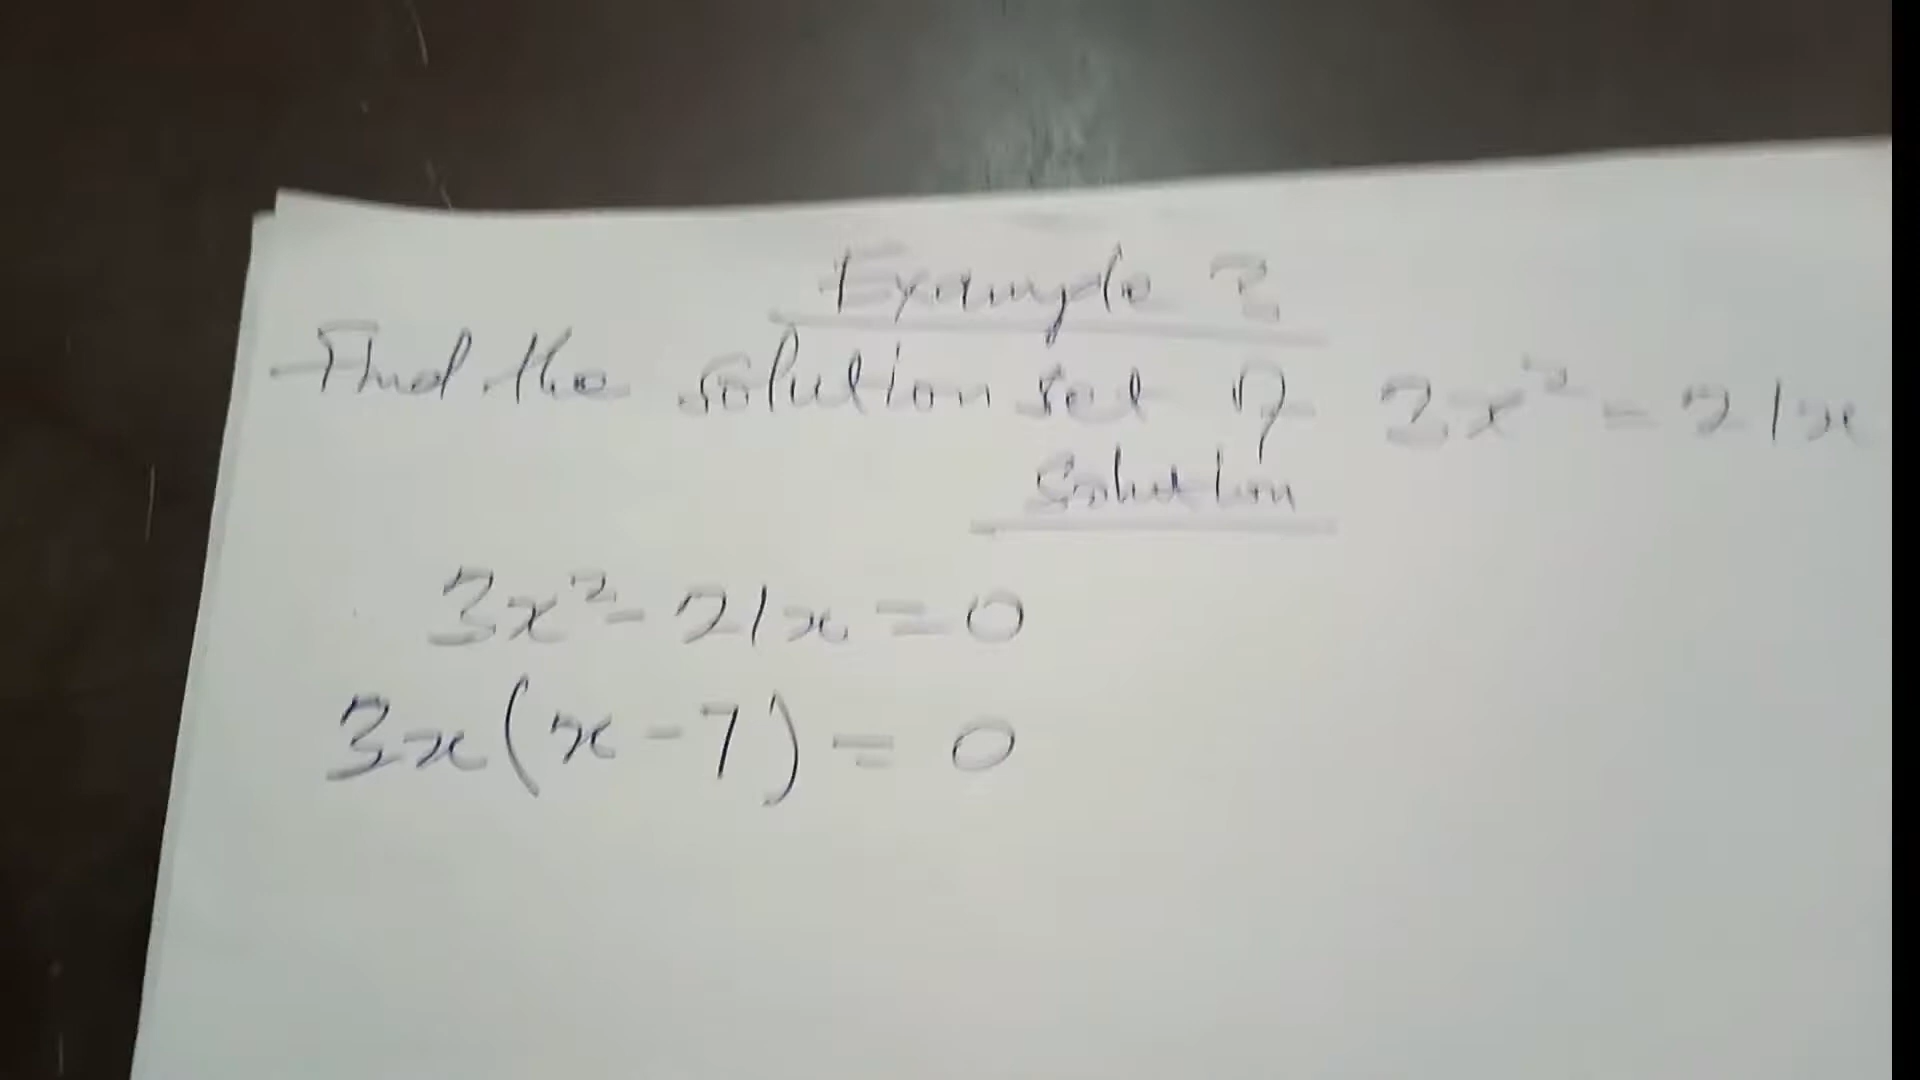 Example 2
Find the solution set of 3x² = 21x
Solution
3x² - 21x = 0
3x(x - 7) = 0